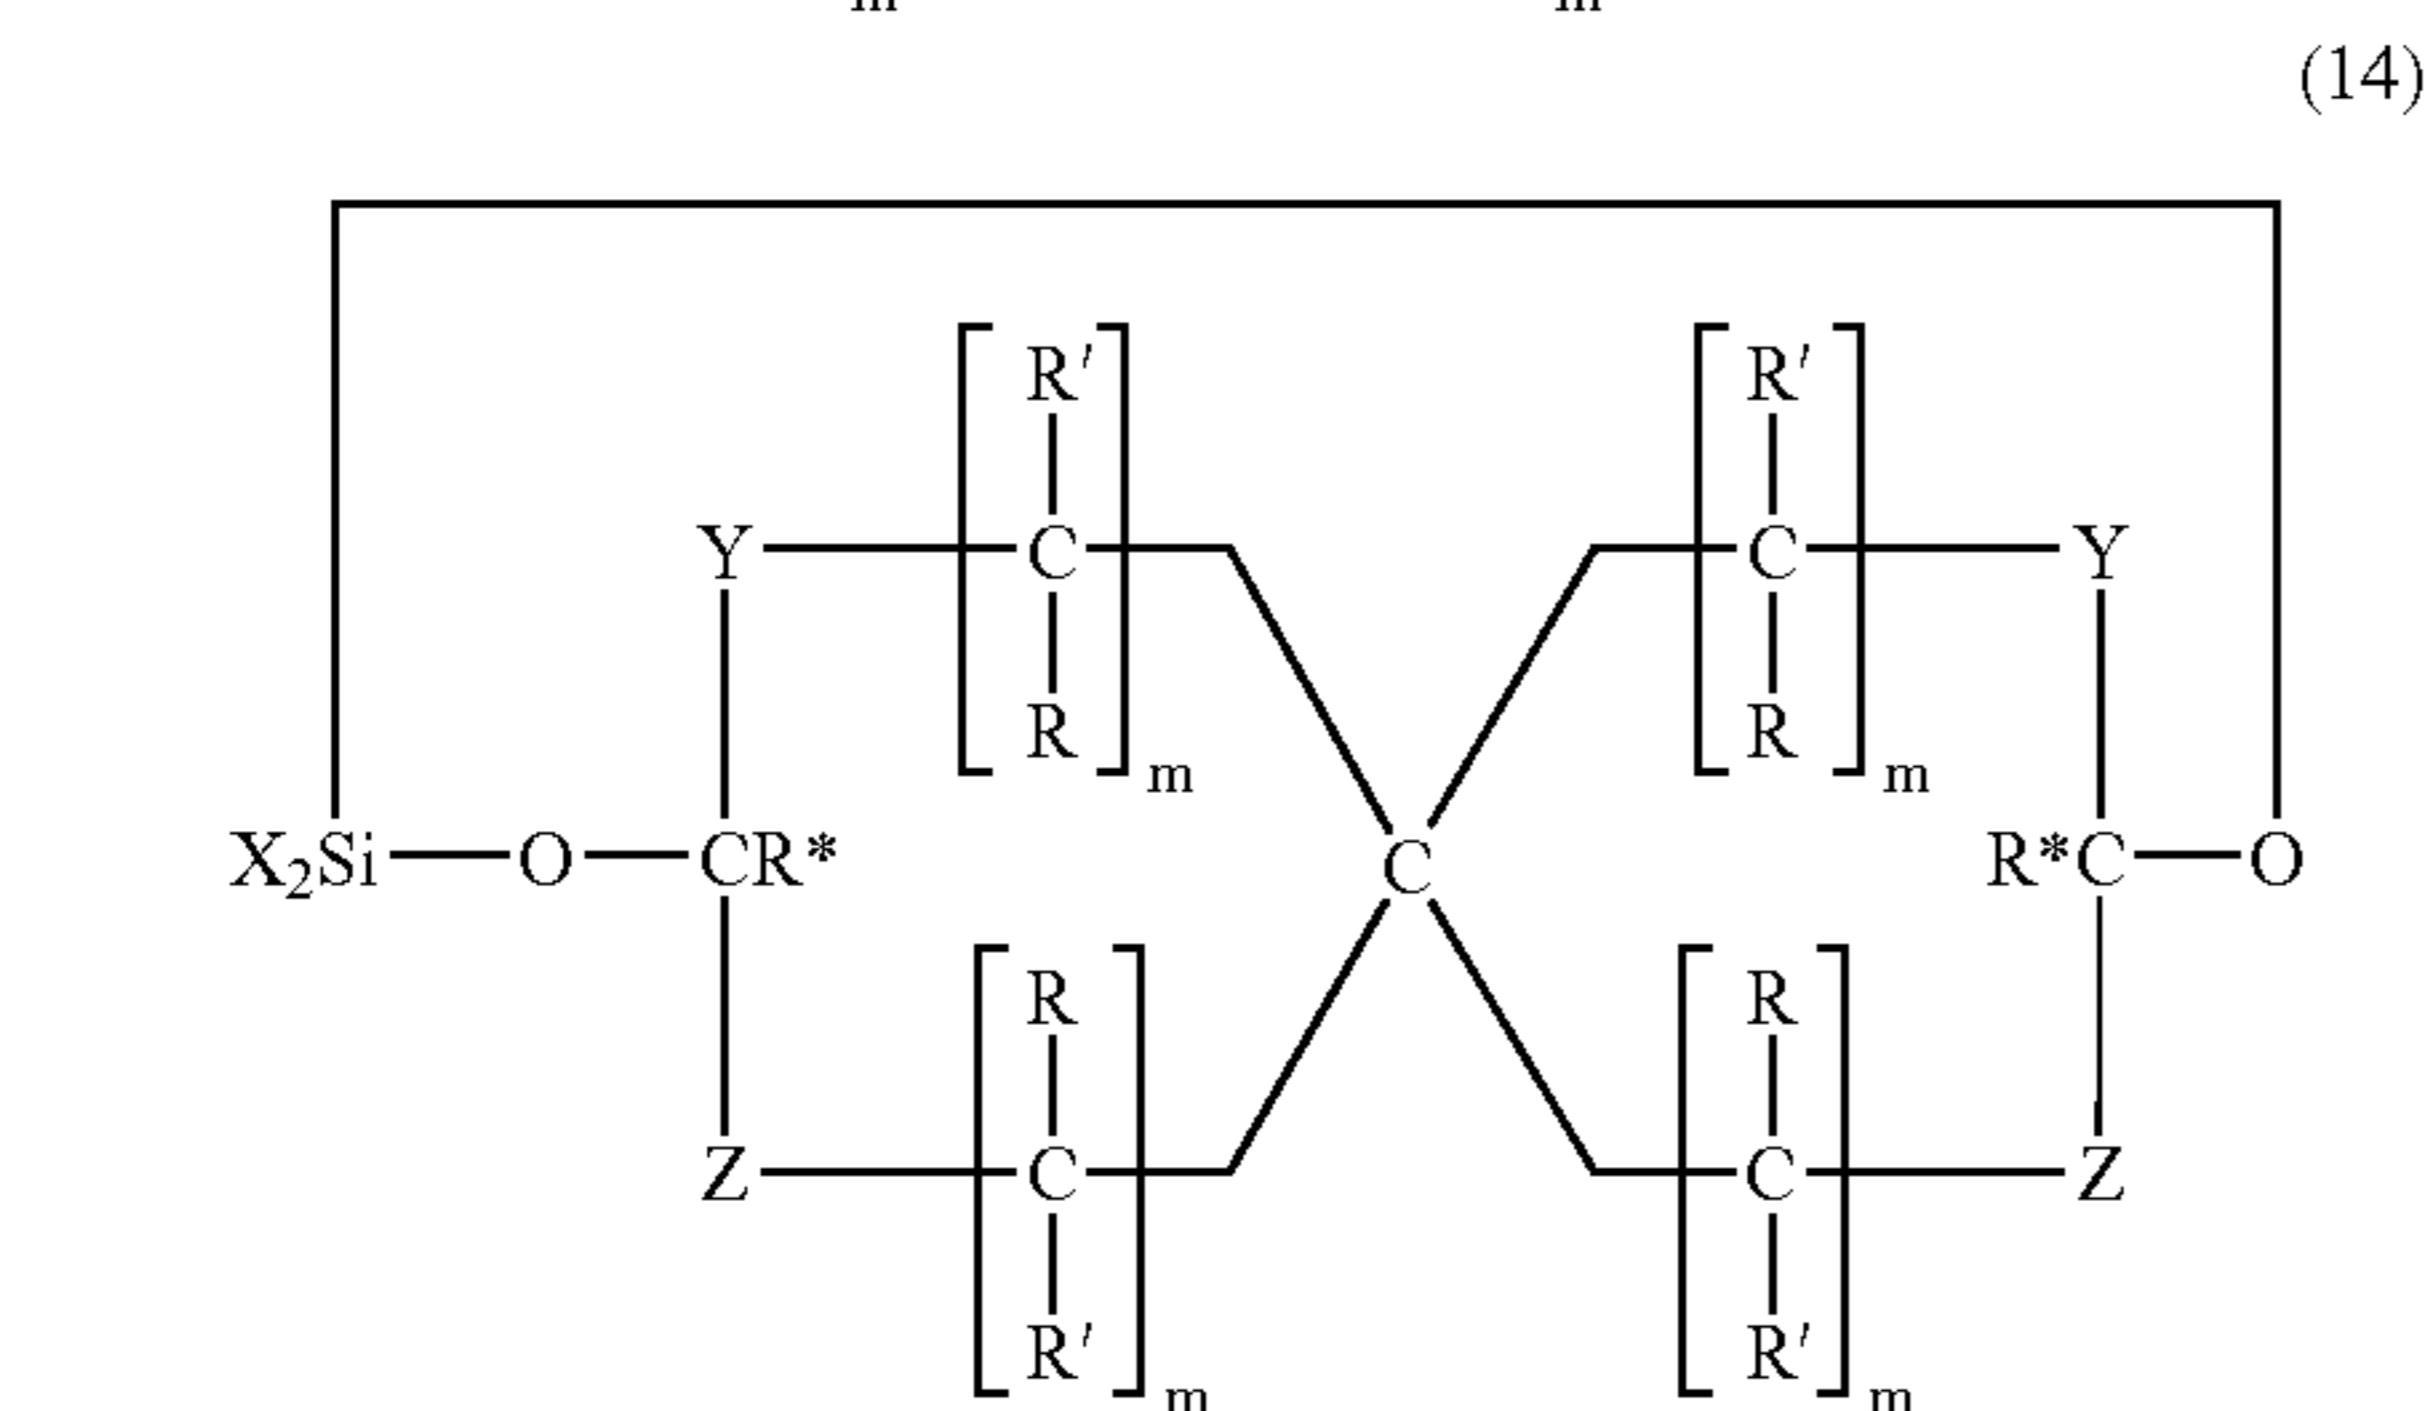 m m
(14)
R' R'
Y C C Y
R R
m m
X₂Si O CR* C R*C O
R R
Z C C Z
R' R'
m m